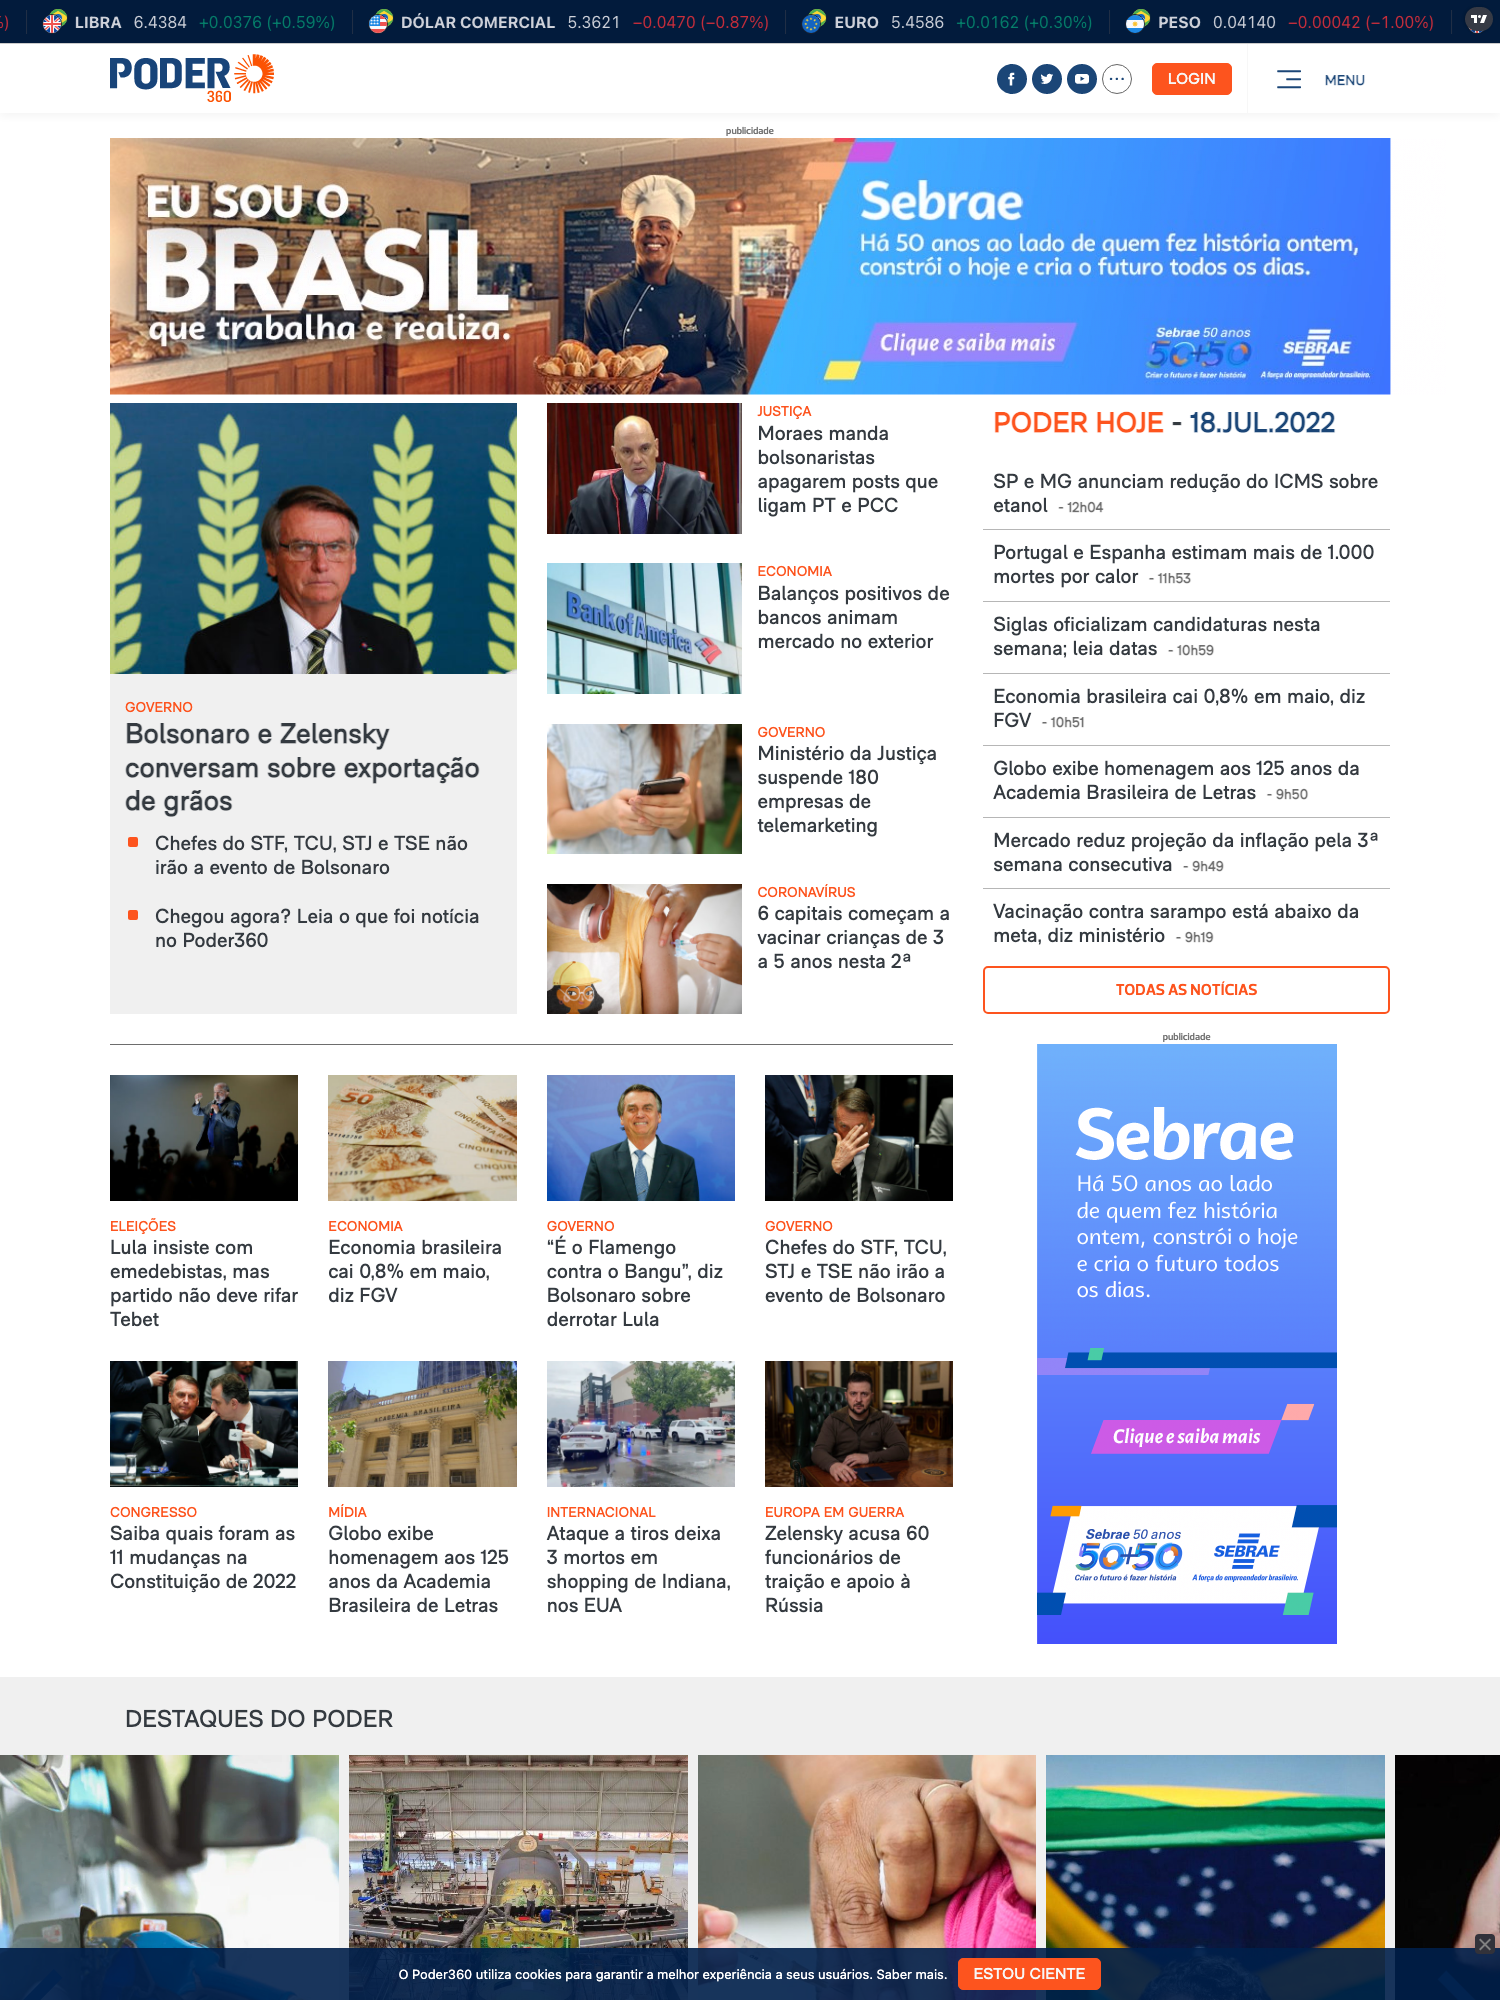 %)
LIBRA 6.4384 +0.0376 (+0.59%)
DÓLAR COMERCIAL 5.3621 −0.0470 (−0.87%)
EURO 5.4586 +0.0162 (+0.30%)
PESO 0.04140 −0.00042 (−1.00%)
PODER
360
LOGIN
MENU
publicidade
EU SOU O
BRASIL
que trabalha e realiza.
Sebrae
Há 50 anos ao lado de quem fez história ontem,
constrói o hoje e cria o futuro todos os dias.
Clique e saiba mais
Sebrae 50 anos
50+50
Criar o futuro é fazer história
SEBRAE
A força do empreendedor brasileiro.
GOVERNO
Bolsonaro e Zelensky
conversam sobre exportação
de grãos
Chefes do STF, TCU, STJ e TSE não
irão a evento de Bolsonaro
Chegou agora? Leia o que foi notícia
no Poder360
JUSTIÇA
Moraes manda
bolsonaristas
apagarem posts que
ligam PT e PCC
Bank of America
ECONOMIA
Balanços positivos de
bancos animam
mercado no exterior
GOVERNO
Ministério da Justiça
suspende 180
empresas de
telemarketing
CORONAVÍRUS
6 capitais começam a
vacinar crianças de 3
a 5 anos nesta 2ª
PODER HOJE - 18.JUL.2022
SP e MG anunciam redução do ICMS sobre
etanol - 12h04
Portugal e Espanha estimam mais de 1.000
mortes por calor - 11h53
Siglas oficializam candidaturas nesta
semana; leia datas - 10h59
Economia brasileira cai 0,8% em maio, diz
FGV - 10h51
Globo exibe homenagem aos 125 anos da
Academia Brasileira de Letras - 9h50
Mercado reduz projeção da inflação pela 3ª
semana consecutiva - 9h49
Vacinação contra sarampo está abaixo da
meta, diz ministério - 9h19
TODAS AS NOTÍCIAS
publicidade
Sebrae
Há 50 anos ao lado
de quem fez história
ontem, constrói o hoje
e cria o futuro todos
os dias.
Clique e saiba mais
Sebrae 50 anos
50+50
Criar o futuro é fazer história
SEBRAE
A força do empreendedor brasileiro.
ELEIÇÕES
Lula insiste com
emedebistas, mas
partido não deve rifar
Tebet
ECONOMIA
Economia brasileira
cai 0,8% em maio,
diz FGV
GOVERNO
“É o Flamengo
contra o Bangu”, diz
Bolsonaro sobre
derrotar Lula
GOVERNO
Chefes do STF, TCU,
STJ e TSE não irão a
evento de Bolsonaro
CONGRESSO
Saiba quais foram as
11 mudanças na
Constituição de 2022
ACADEMIA BRASILEIRA
MÍDIA
Globo exibe
homenagem aos 125
anos da Academia
Brasileira de Letras
INTERNACIONAL
Ataque a tiros deixa
3 mortos em
shopping de Indiana,
nos EUA
EUROPA EM GUERRA
Zelensky acusa 60
funcionários de
traição e apoio à
Rússia
DESTAQUES DO PODER
O Poder360 utiliza cookies para garantir a melhor experiência a seus usuários. Saber mais.
ESTOU CIENTE